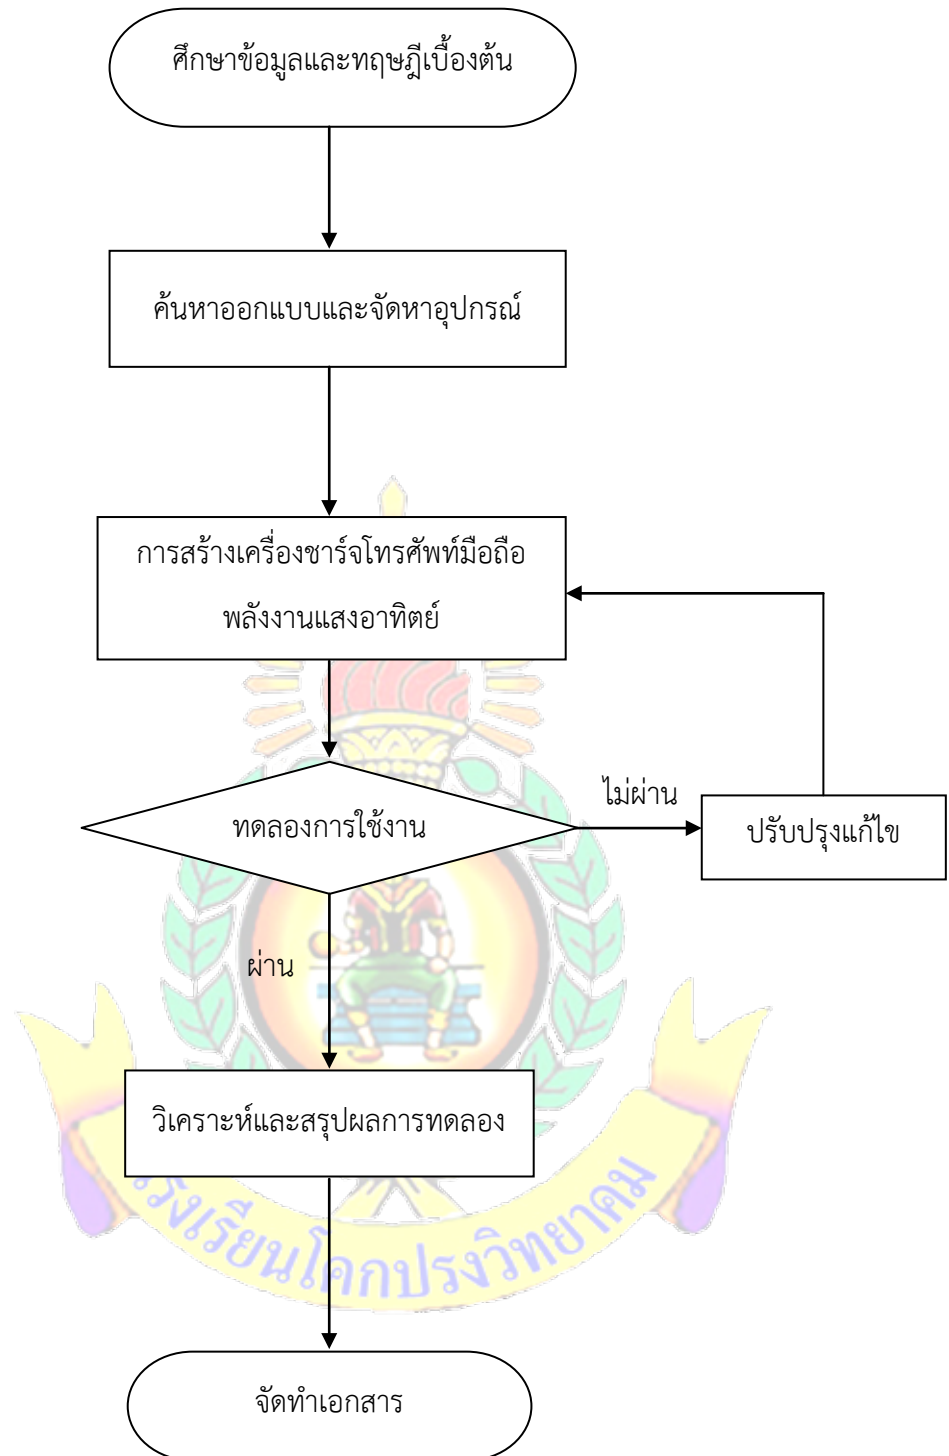 ศึกษาข้อมูลและทฤษฎีเบื้องต้น
ค้นหาออกแบบและจัดหาอุปกรณ์
การสร้างเครื่องชาร์จโทรศัพท์มือถือ
พลังงานแสงอาทิตย์
ทดลองการใช้งาน
ไม่ผ่าน
ปรับปรุงแก้ไข
ผ่าน
วิเคราะห์และสรุปผลการทดลอง
โรงเรียนโคกปรงวิทยาคม
จัดทำเอกสาร